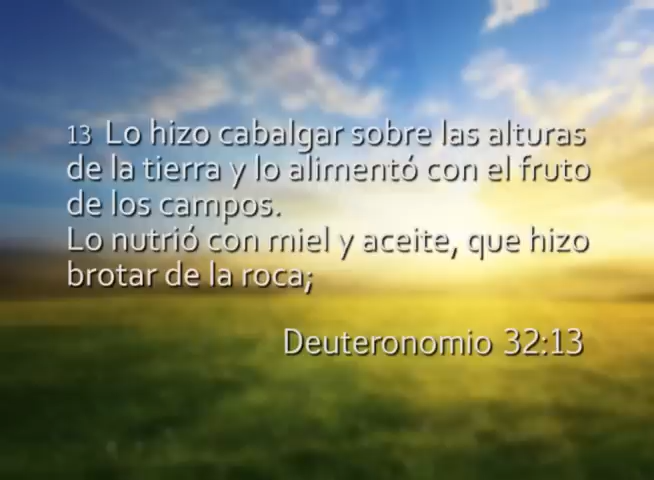 13 Lo hizo cabalgar sobre las alturas
de la tierra y lo alimentó con el fruto
de los campos.
Lo nutrió con miel y aceite, que hizo
brotar de la roca;
Deuteronomio 32:13